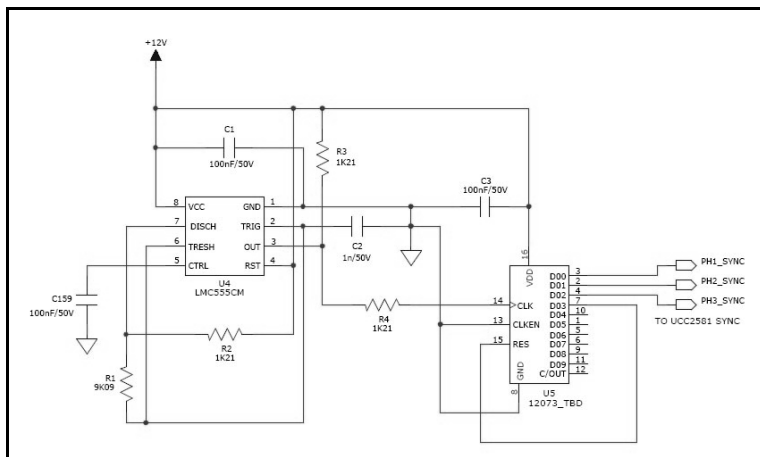 +12V
C1
100nF/50V
R3
1K21
C3
100nF/50V
8 VCC GND 1
7 DISCH TRIG 2
6 TRESH OUT 3
5 CTRL RST 4
U4
LMC555CM
C2
1n/50V
C159
100nF/50V
R2
1K21
R1
9K09
R4
1K21
16
VDD
14 CLK
13 CLKEN
15 RES
D00 3
D01 2
D02 4
D03 7
D04 10
D05 1
D06 5
D07 6
D08 9
D09 11
C/OUT 12
GND
8
U5
12073_TBD
PH1_SYNC
PH2_SYNC
PH3_SYNC
TO UCC2581 SYNC